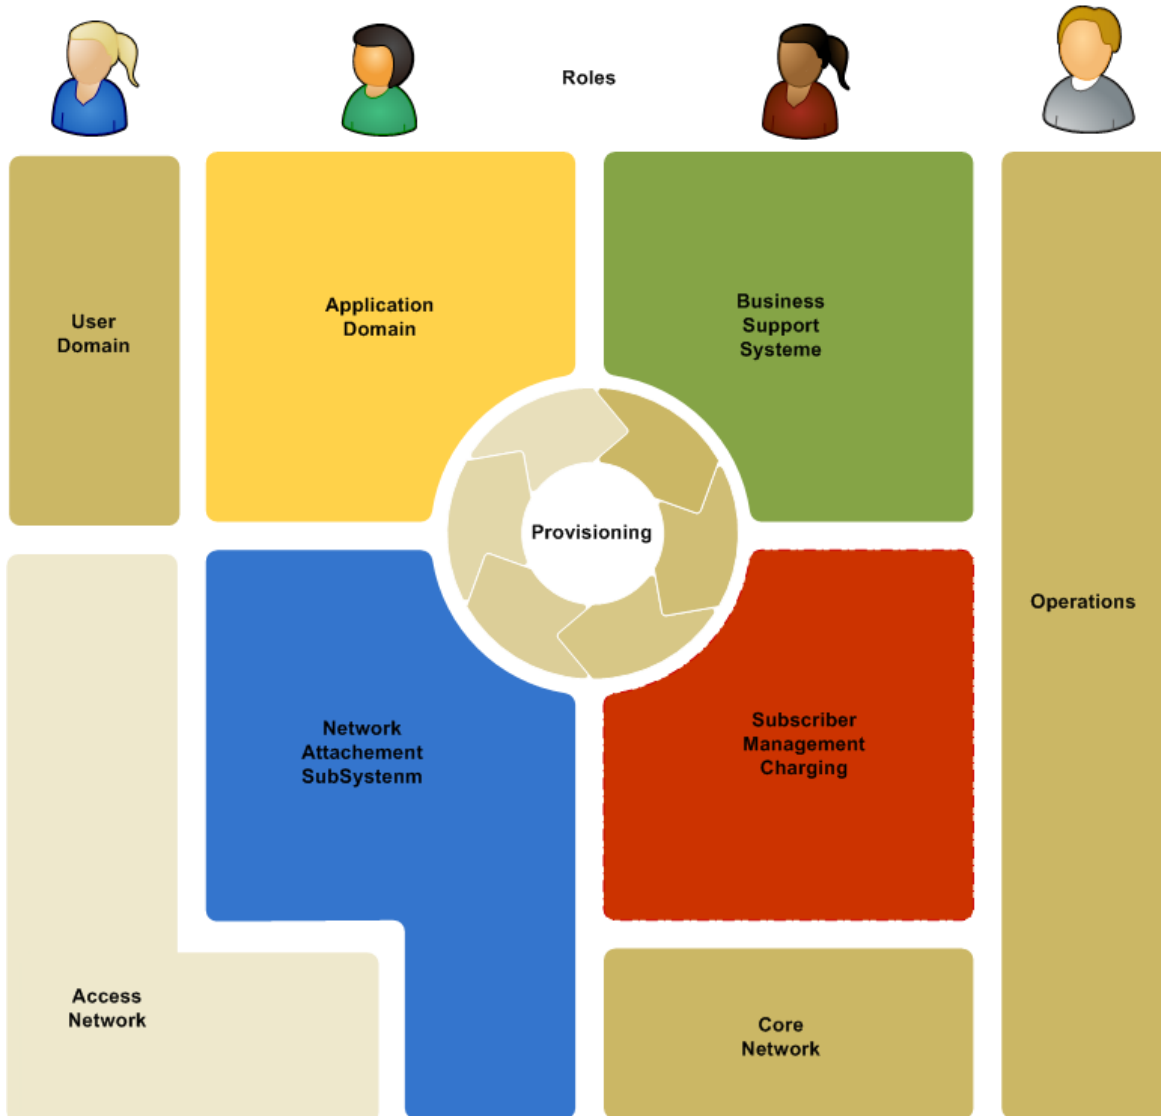 Roles
User
Domain
Application
Domain
Business
Support
Systeme
Provisioning
Operations
Network
Attachement
SubSystenm
Subscriber
Management
Charging
Access
Network
Core
Network